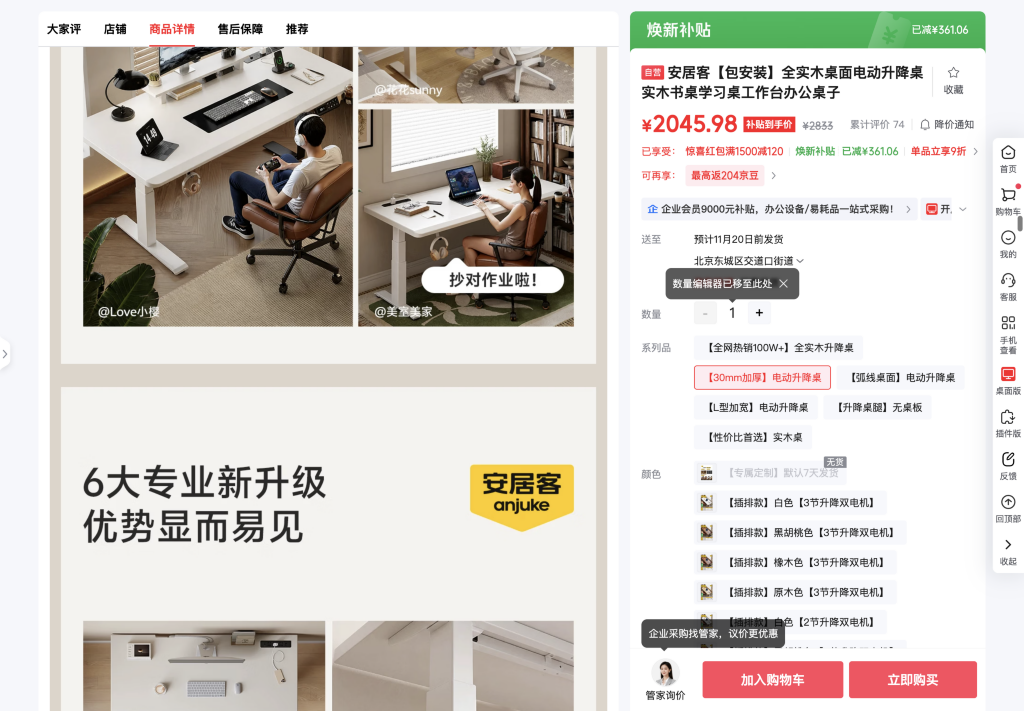 大家评 店铺 商品详情 售后保障 推荐
@花花sunny
14:49
抄对作业啦!
@Love小樱
@美室美家
6大专业新升级
优势显而易见
安居客
anjuke
焕新补贴
已减¥361.06
自营 安居客【包安装】全实木桌面电动升降桌
实木书桌学习桌工作台办公桌子
收藏
¥2045.98 补贴到手价 ¥2833 累计评价 74 降价通知
已享受: 惊喜红包满1500减120 焕新补贴 已减¥361.06 单品立享9折
可再享: 最高返204京豆
企 企业会员9000元补贴,办公设备/易耗品一站式采购!
开.
送至 预计11月20日前发货
北京东城区交道口街道
数量编辑器已移至此处
数量 - 1 +
系列品 【全网热销100W+】全实木升降桌
【30mm加厚】电动升降桌 【弧线桌面】电动升降桌
【L型加宽】电动升降桌 【升降桌腿】无桌板
【性价比首选】实木桌
无货
颜色 【专属定制】默认7天发货
【插排款】白色【3节升降双电机】
【插排款】黑胡桃色【3节升降双电机】
【插排款】橡木色【3节升降双电机】
【插排款】原木色【3节升降双电机】
【插排款】白色【2节升降双电机】
企业采购找管家,议价更优惠
管家询价
加入购物车 立即购买
首页
购物车
我的
客服
手机
查看
桌面版
插件版
反馈
回顶部
收起